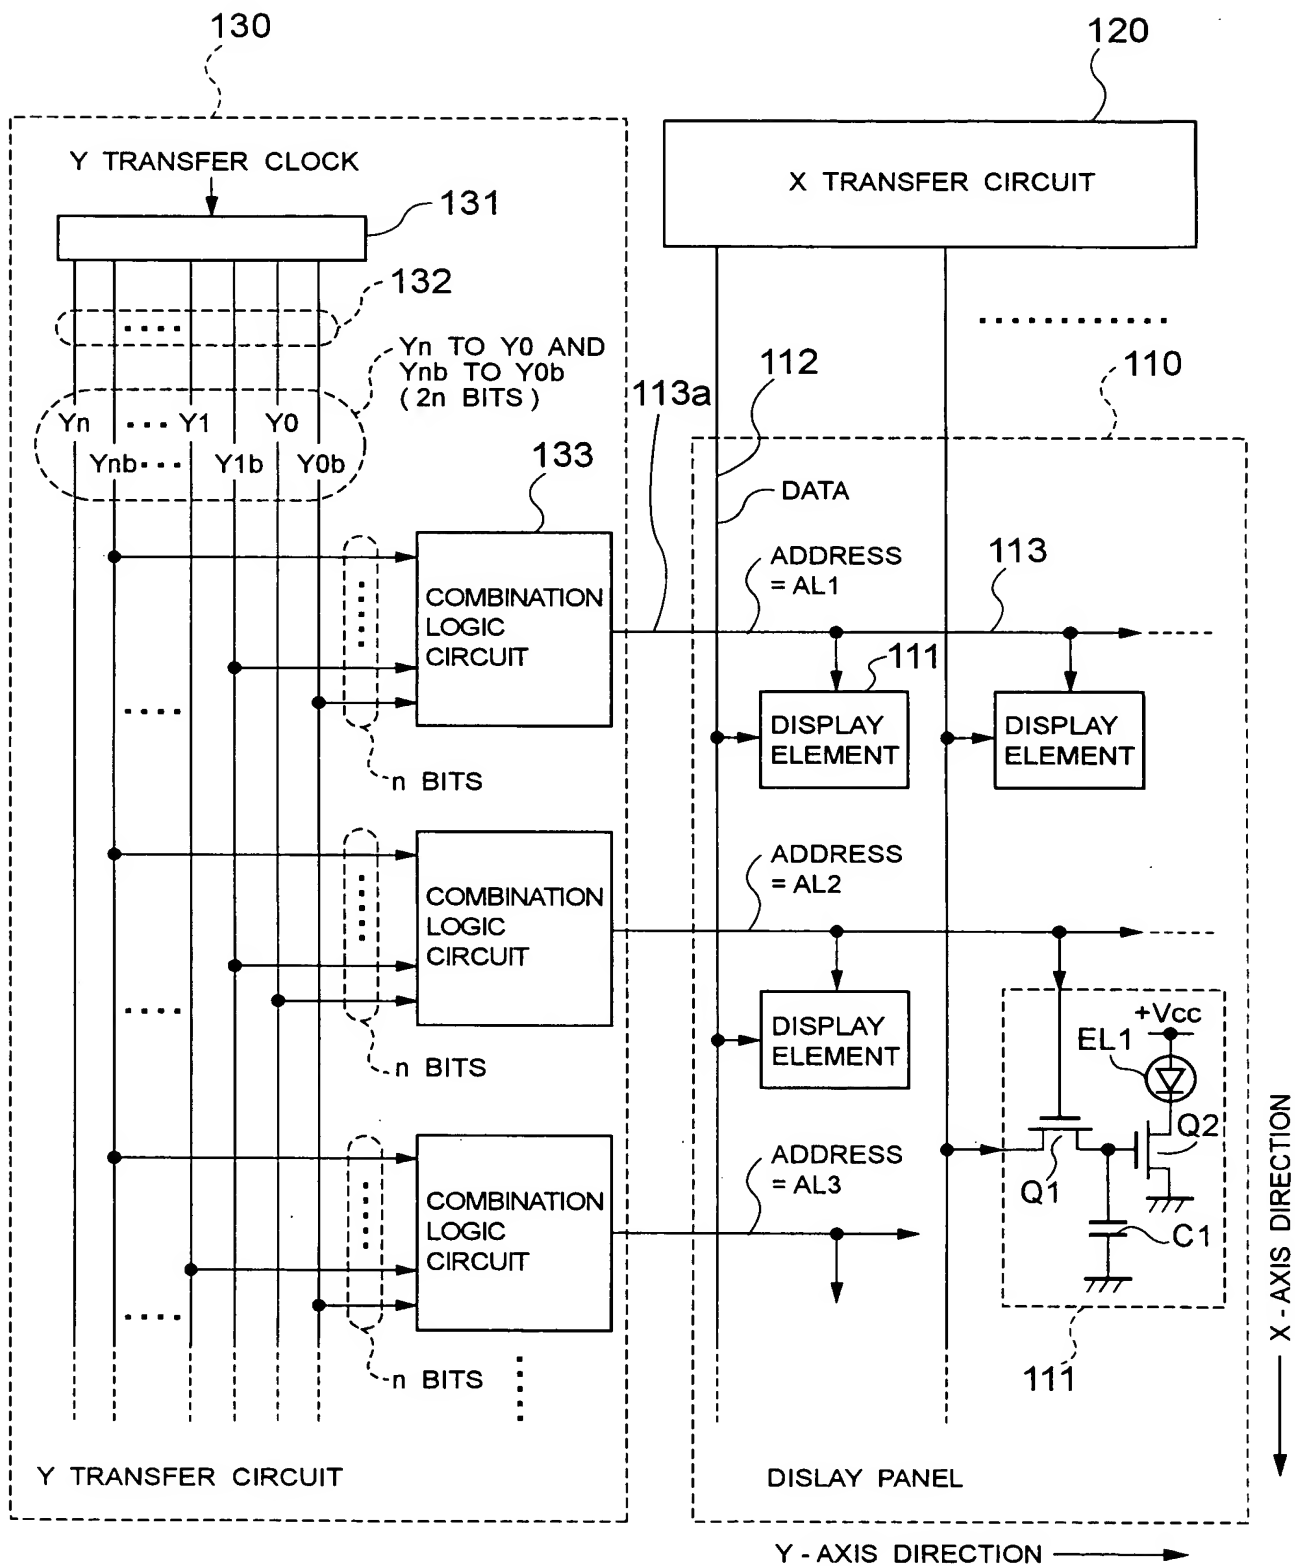 130
120
Y TRANSFER CLOCK
X TRANSFER CIRCUIT
131
132
Yn TO Y0 AND
Ynb TO Y0b
(2n BITS)
112
110
113a
Yn
Y1
Y0
Ynb
Y1b
Y0b
133
DATA
COMBINATION
LOGIC
CIRCUIT
ADDRESS
= AL1
113
111
DISPLAY
ELEMENT
DISPLAY
ELEMENT
n BITS
COMBINATION
LOGIC
CIRCUIT
ADDRESS
= AL2
DISPLAY
ELEMENT
+Vcc
EL1
n BITS
Q2
Q1
COMBINATION
LOGIC
CIRCUIT
ADDRESS
= AL3
C1
n BITS
111
X-AXIS DIRECTION
Y TRANSFER CIRCUIT
DISLAY PANEL
Y-AXIS DIRECTION